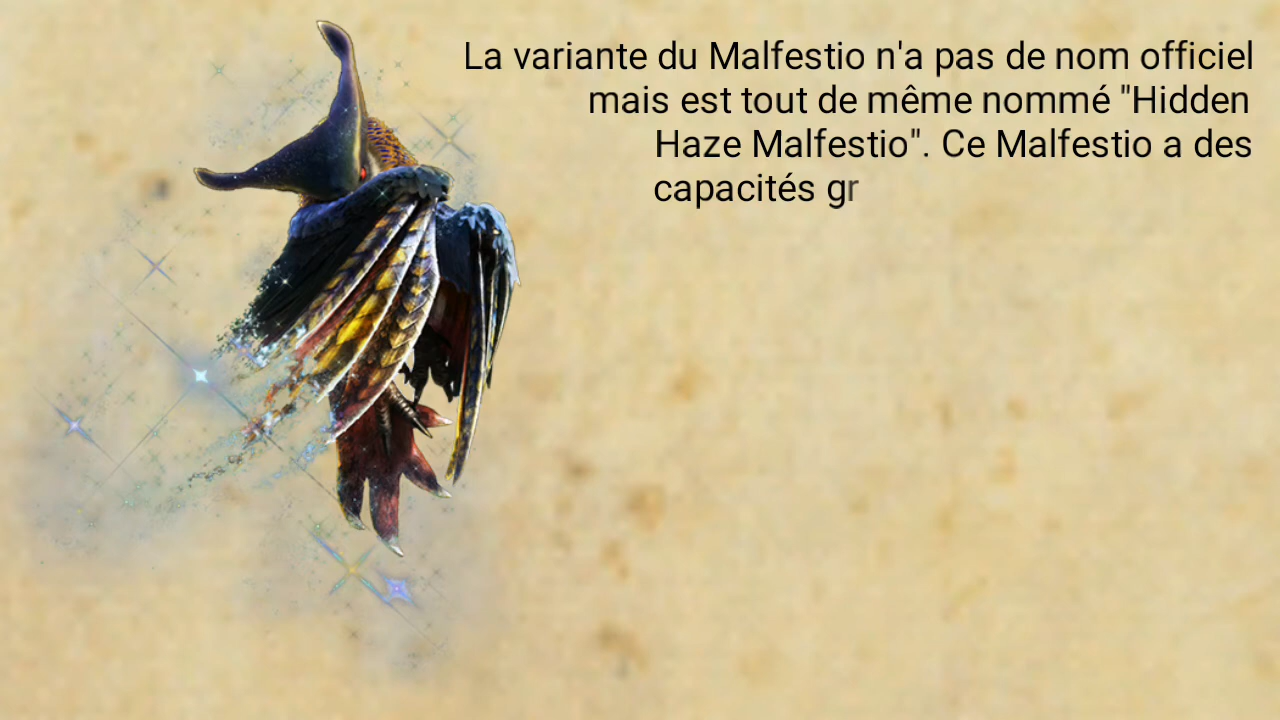 La variante du Malfestio n'a pas de nom officiel
mais est tout de même nommé "Hidden
Haze Malfestio". Ce Malfestio a des
capacités gr